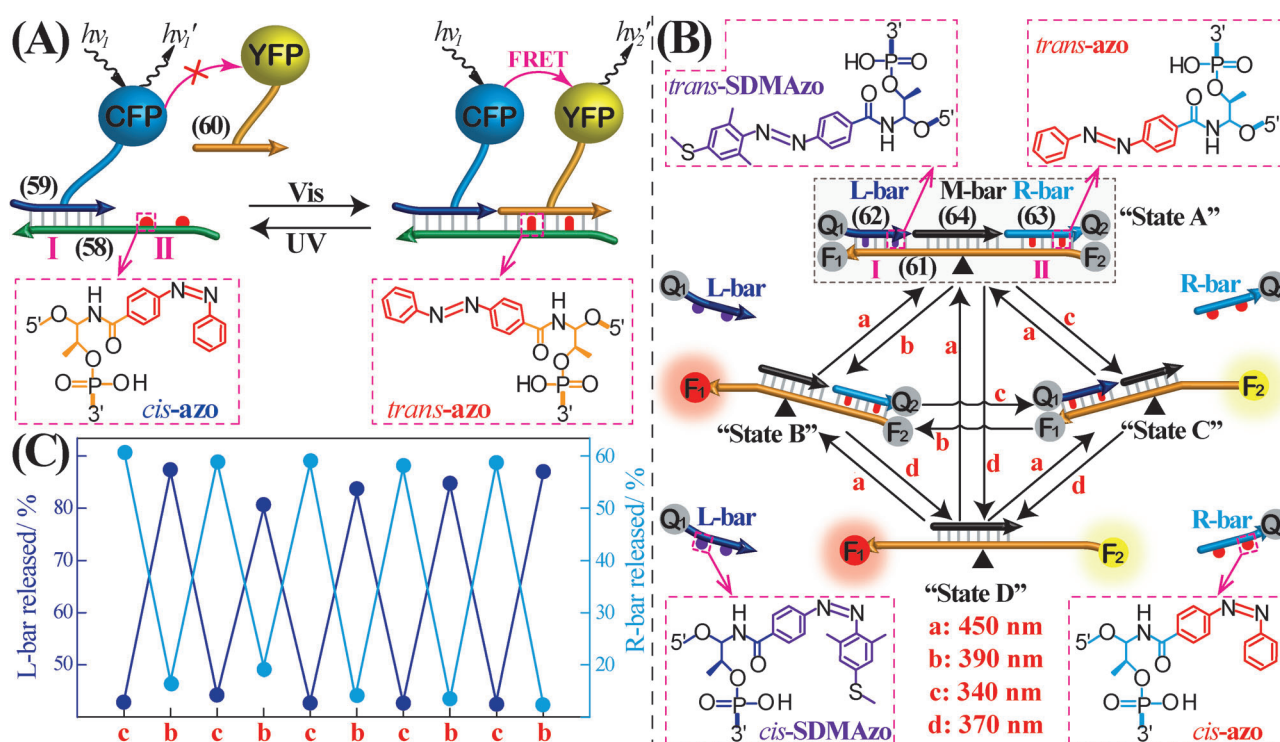 (A)
hν1
hν1'
YFP
CFP
(60)
(59)
(58)
I
II
Vis
UV
hν1
hν2'
FRET
CFP
YFP
5'
O
H
N
O
N
N
O
O=P-OH
O
3'
cis-azo
N
N
H
N
O
O
5'
O
HO-P=O
O
3'
trans-azo
(B)
trans-SDMAzo
3'
HO
P
O
O
O
N
H
O
5'
N
N
S
trans-azo
3'
HO
P
O
O
O
N
H
O
5'
N
N
L-bar
M-bar
R-bar
(62)
(64)
(63)
Q1
Q2
F1
F2
I
(61)
II
"State A"
Q1
L-bar
R-bar
Q2
a
b
a
d
a
c
F1
Q2
F2
"State B"
c
b
Q1
F1
F2
"State C"
d
a
a
d
Q1
L-bar
F1
F2
"State D"
R-bar
Q
5'
O
H
N
O
N
N
O
O=P-OH
S
3'
cis-SDMAzo
a: 450 nm
b: 390 nm
c: 340 nm
d: 370 nm
5'
O
H
N
O
N
N
O
O=P-OH
3'
cis-azo
(C)
L-bar released/ %
80
70
60
50
R-bar released/ %
60
50
40
30
20
c b c b c b c b c b